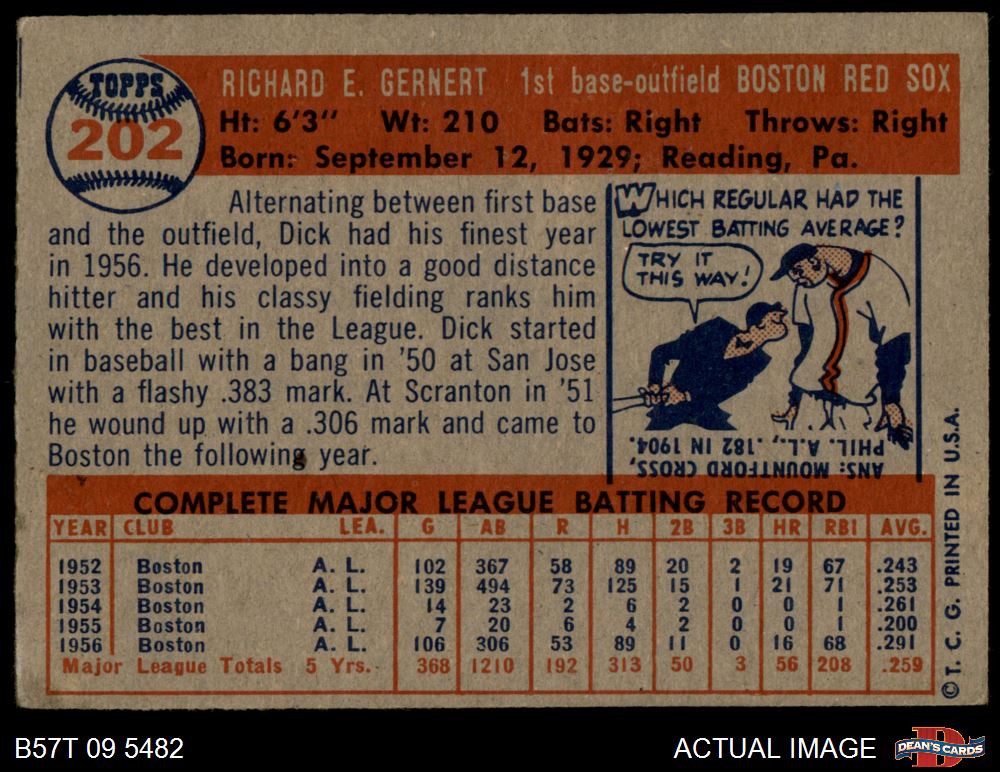 TOPPS
202
RICHARD E. GERNERT 1st base-outfield BOSTON RED SOX
Ht: 6'3" Wt: 210 Bats: Right Throws: Right
Born: September 12, 1929; Reading, Pa.
Alternating between first base
and the outfield, Dick had his finest year
in 1956. He developed into a good distance
hitter and his classy fielding ranks him
with the best in the League. Dick started
in baseball with a bang in '50 at San Jose
with a flashy .383 mark. At Scranton in '51
he wound up with a .306 mark and came to
Boston the following year.
WHICH REGULAR HAD THE
LOWEST BATTING AVERAGE?
TRY IT
THIS WAY!
ANS: MOUNTFORD CROSS,
PHIL. A.L., .182 IN 1904.
COMPLETE MAJOR LEAGUE BATTING RECORD
YEAR CLUB LEA. G AB R H 2B 3B HR RBI AVG.
1952 Boston A. L. 102 367 58 89 20 2 19 67 .243
1953 Boston A. L. 139 494 73 125 15 1 21 71 .253
1954 Boston A. L. 14 23 2 6 2 0 0 1 .261
1955 Boston A. L. 7 20 6 4 2 0 0 1 .200
1956 Boston A. L. 106 306 53 89 11 0 16 68 .291
Major League Totals 5 Yrs. 368 1210 192 313 50 3 56 208 .259
© T. C. G. PRINTED IN U.S.A.
B57T 09 5482
ACTUAL IMAGE
DEAN'S CARDS